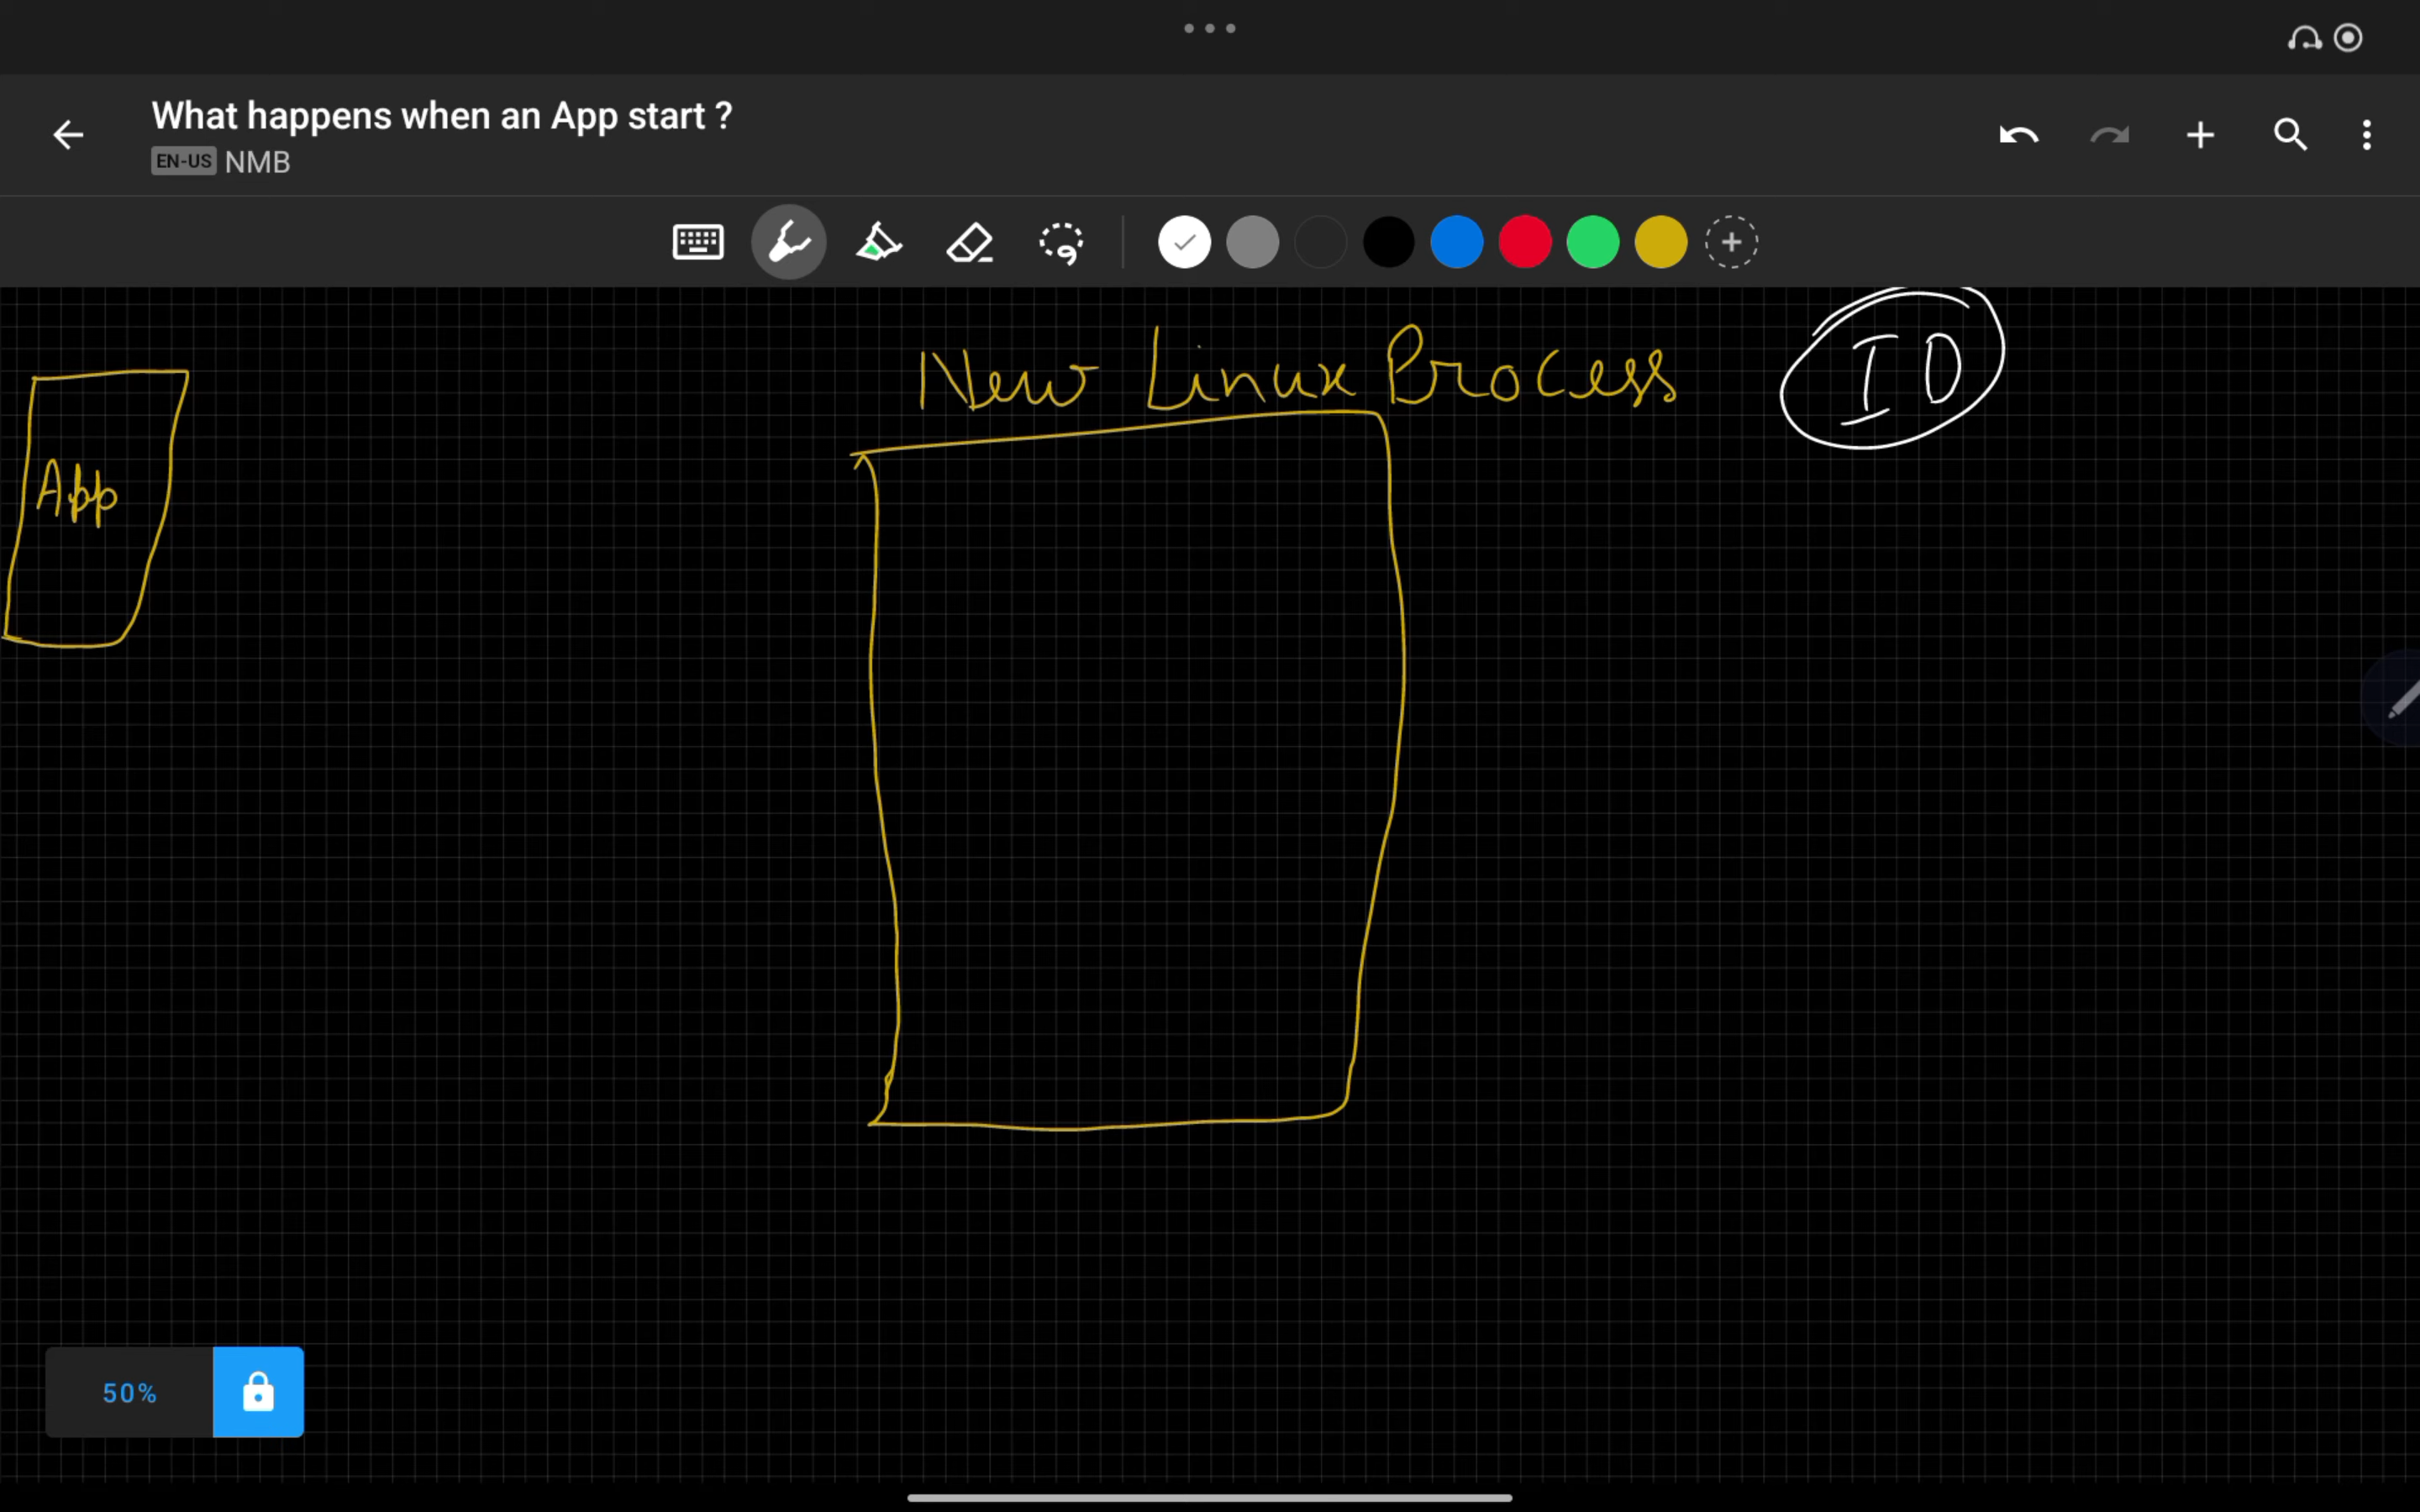 What happens when an App start ?
EN-US NMB
New Linux Process ID
App
50%